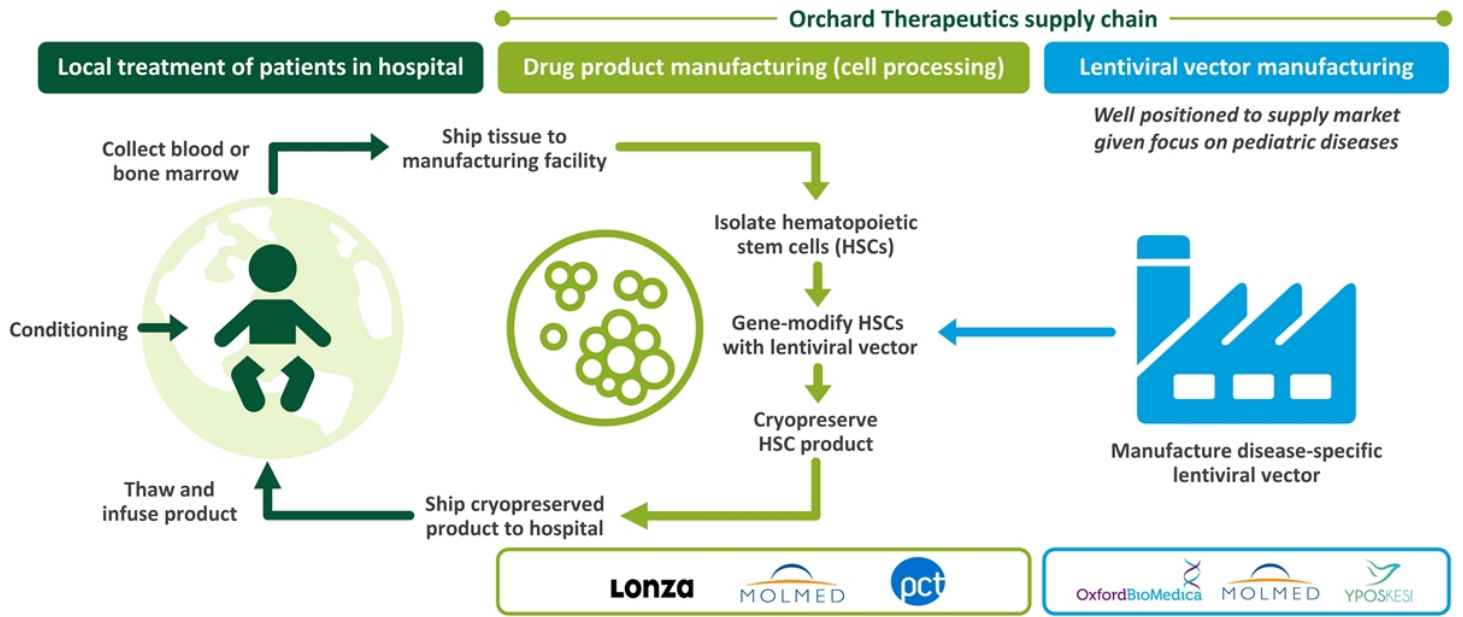 Orchard Therapeutics supply chain
Local treatment of patients in hospital
Drug product manufacturing (cell processing)
Lentiviral vector manufacturing
Well positioned to supply market
given focus on pediatric diseases
Collect blood or
bone marrow
Ship tissue to
manufacturing facility
Isolate hematopoietic
stem cells (HSCs)
Conditioning
Gene-modify HSCs
with lentiviral vector
Cryopreserve
HSC product
Manufacture disease-specific
lentiviral vector
Thaw and
infuse product
Ship cryopreserved
product to hospital
Lonza
MOLMED
pct
OxfordBioMedica
MOLMED
YPOSKESI